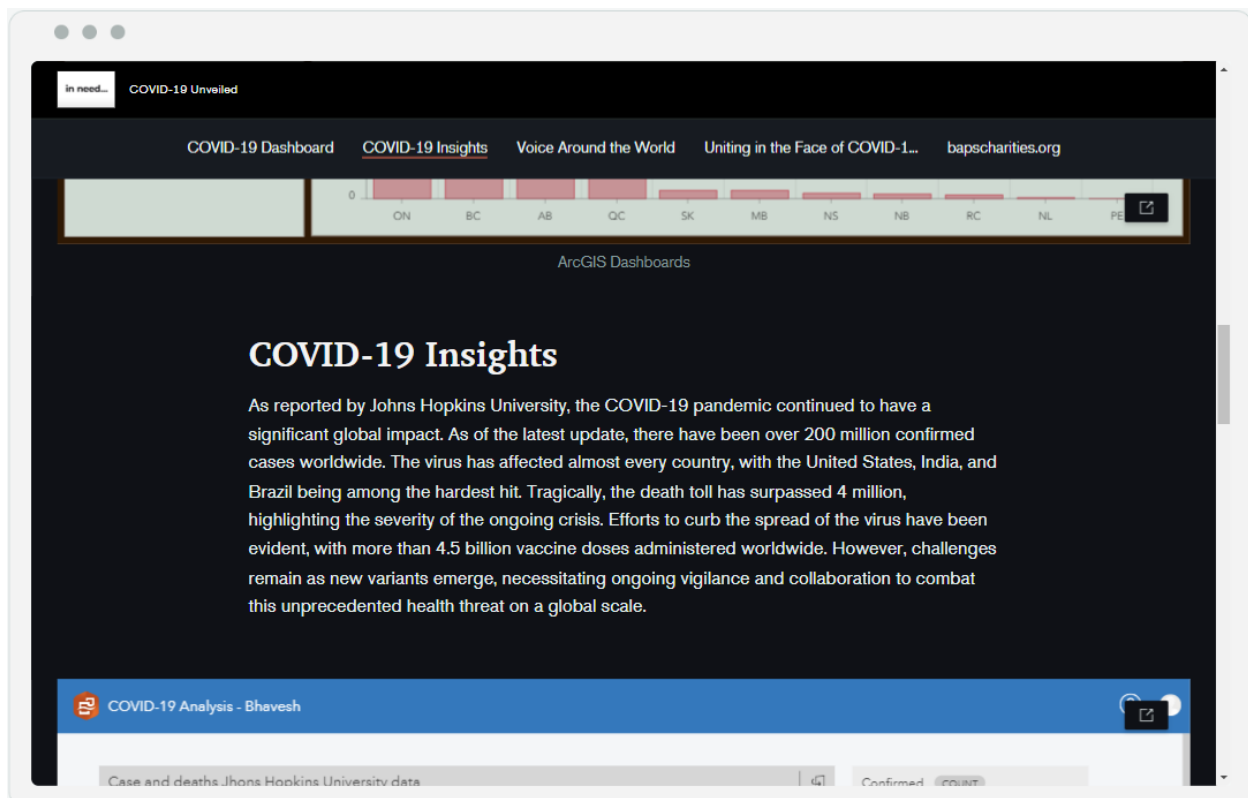 in need...
COVID-19 Unveiled
COVID-19 Dashboard COVID-19 Insights Voice Around the World Uniting in the Face of COVID-1... bapscharities.org
0
ON BC AB QC SK MB NS NB RC NL PE
ArcGIS Dashboards
COVID-19 Insights
As reported by Johns Hopkins University, the COVID-19 pandemic continued to have a
significant global impact. As of the latest update, there have been over 200 million confirmed
cases worldwide. The virus has affected almost every country, with the United States, India, and
Brazil being among the hardest hit. Tragically, the death toll has surpassed 4 million,
highlighting the severity of the ongoing crisis. Efforts to curb the spread of the virus have been
evident, with more than 4.5 billion vaccine doses administered worldwide. However, challenges
remain as new variants emerge, necessitating ongoing vigilance and collaboration to combat
this unprecedented health threat on a global scale.
COVID-19 Analysis - Bhavesh
Case and deaths Jhons Hopkins University data
Confirmed COUNT